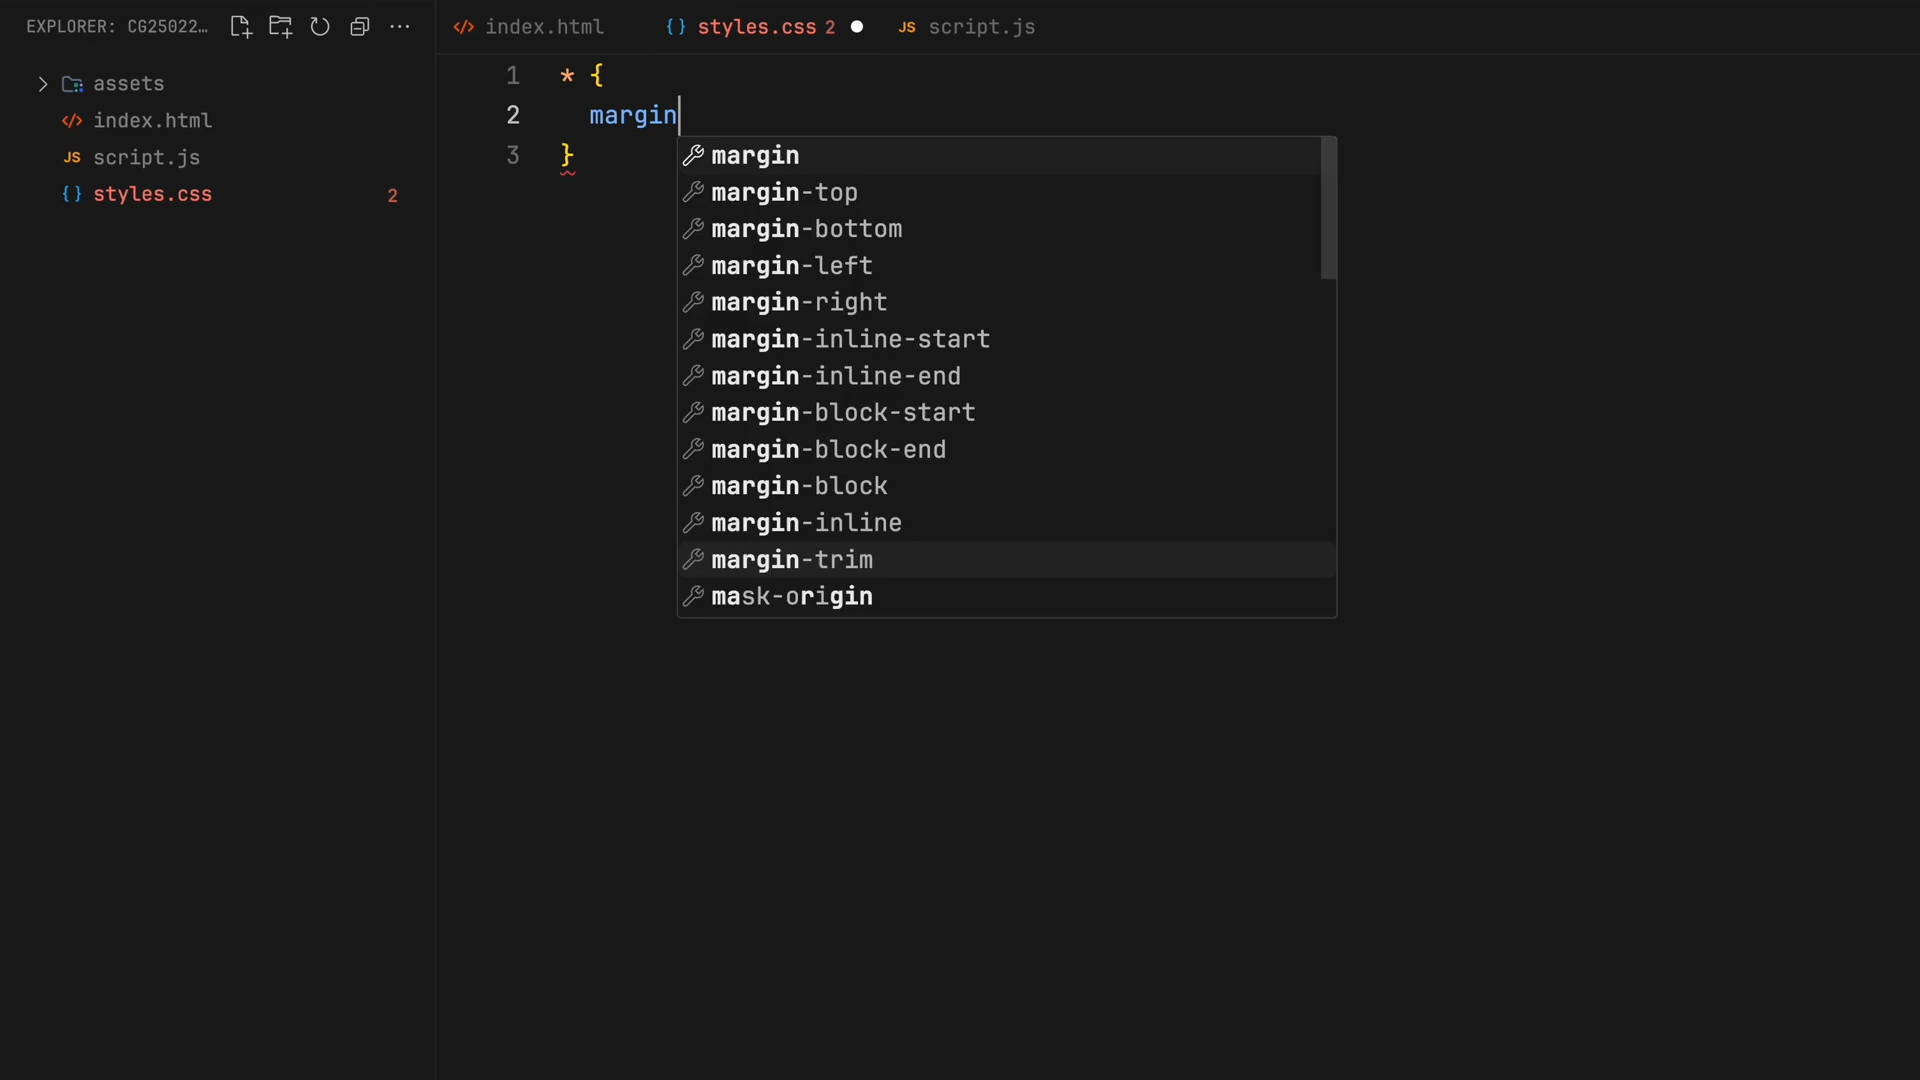 EXPLORER: CG25022…
assets
</> index.html
JS script.js
{} styles.css 2
</> index.html {} styles.css 2 JS script.js
1 * {
2 margin
3 }
margin
margin-top
margin-bottom
margin-left
margin-right
margin-inline-start
margin-inline-end
margin-block-start
margin-block-end
margin-block
margin-inline
margin-trim
mask-origin